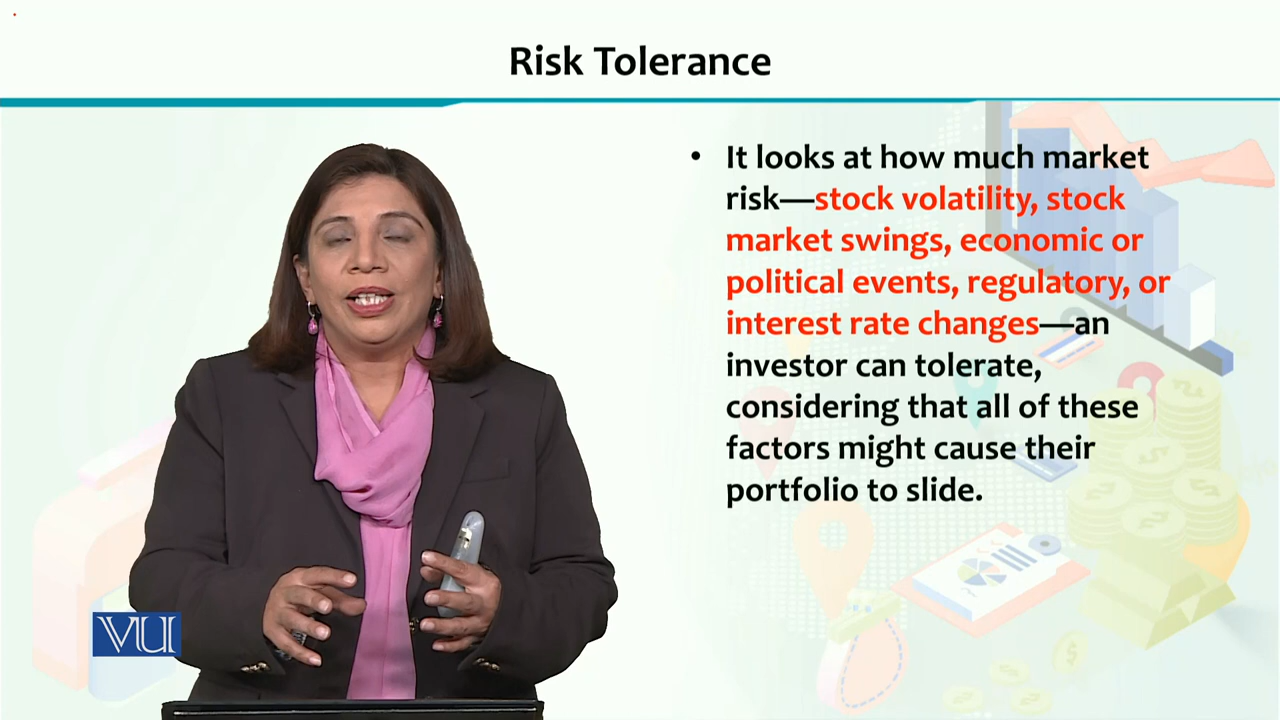 Risk Tolerance
• It looks at how much market
risk—stock volatility, stock
market swings, economic or
political events, regulatory, or
interest rate changes—an
investor can tolerate,
considering that all of these
factors might cause their
portfolio to slide.
VU